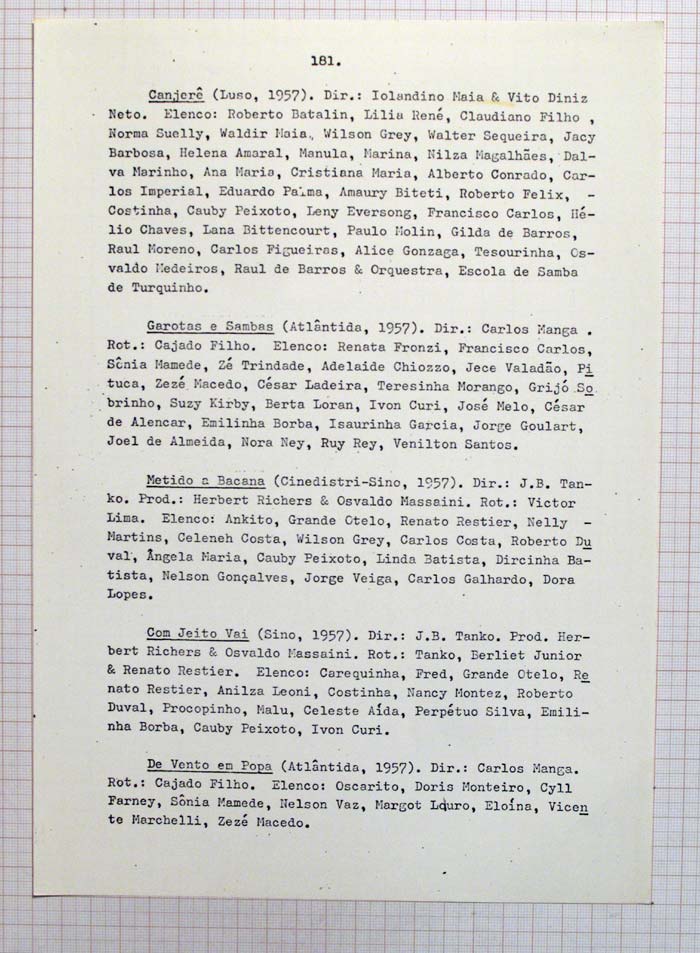 181.
Canjerê (Luso, 1957). Dir.: Iolandino Maia & Vito Diniz
Neto. Elenco: Roberto Batalin, Lilia René, Claudiano Filho ,
Norma Suelly, Waldir Maia, Wilson Grey, Walter Sequeira, Jacy
Barbosa, Helena Amaral, Manula, Marina, Nilza Magalhães, Dal-
va Marinho, Ana Maria, Cristiana Maria, Alberto Conrado, Car-
los Imperial, Eduardo Palma, Amaury Biteti, Roberto Felix, -
Costinha, Cauby Peixoto, Leny Eversong, Francisco Carlos, Hé-
lio Chaves, Lana Bittencourt, Paulo Molin, Gilda de Barros,
Raul Moreno, Carlos Figueiras, Alice Gonzaga, Tesourinha, Os-
valdo Medeiros, Raul de Barros & Orquestra, Escola de Samba
de Turquinho.
Garotas e Sambas (Atlântida, 1957). Dir.: Carlos Manga .
Rot.: Cajado Filho. Elenco: Renata Fronzi, Francisco Carlos,
Sônia Mamede, Zé Trindade, Adelaide Chiozzo, Jece Valadão, Pi
tuca, Zezé Macedo, César Ladeira, Teresinha Morango, Grijó So
brinho, Suzy Kirby, Berta Loran, Ivon Curi, José Melo, César
de Alencar, Emilinha Borba, Isaurinha Garcia, Jorge Goulart,
Joel de Almeida, Nora Ney, Ruy Rey, Venilton Santos.
Metido a Bacana (Cinedistri-Sino, 1957). Dir.: J.B. Tan-
ko. Prod.: Herbert Richers & Osvaldo Massaini. Rot.: Victor
Lima. Elenco: Ankito, Grande Otelo, Renato Restier, Nelly -
Martins, Celeneh Costa, Wilson Grey, Carlos Costa, Roberto Du
val, Ângela Maria, Cauby Peixoto, Linda Batista, Dircinha Ba-
tista, Nelson Gonçalves, Jorge Veiga, Carlos Galhardo, Dora
Lopes.
Com Jeito Vai (Sino, 1957). Dir.: J.B. Tanko. Prod. Her-
bert Richers & Osvaldo Massaini. Rot.: Tanko, Berliet Junior
& Renato Restier. Elenco: Carequinha, Fred, Grande Otelo, Re
nato Restier, Anilza Leoni, Costinha, Nancy Montez, Roberto
Duval, Procopinho, Malu, Celeste Aída, Perpétuo Silva, Emili-
nha Borba, Cauby Peixoto, Ivon Curi.
De Vento em Popa (Atlântida, 1957). Dir.: Carlos Manga.
Rot.: Cajado Filho. Elenco: Oscarito, Doris Monteiro, Cyll
Farney, Sônia Mamede, Nelson Vaz, Margot Louro, Eloína, Vicen
te Marchelli, Zezé Macedo.